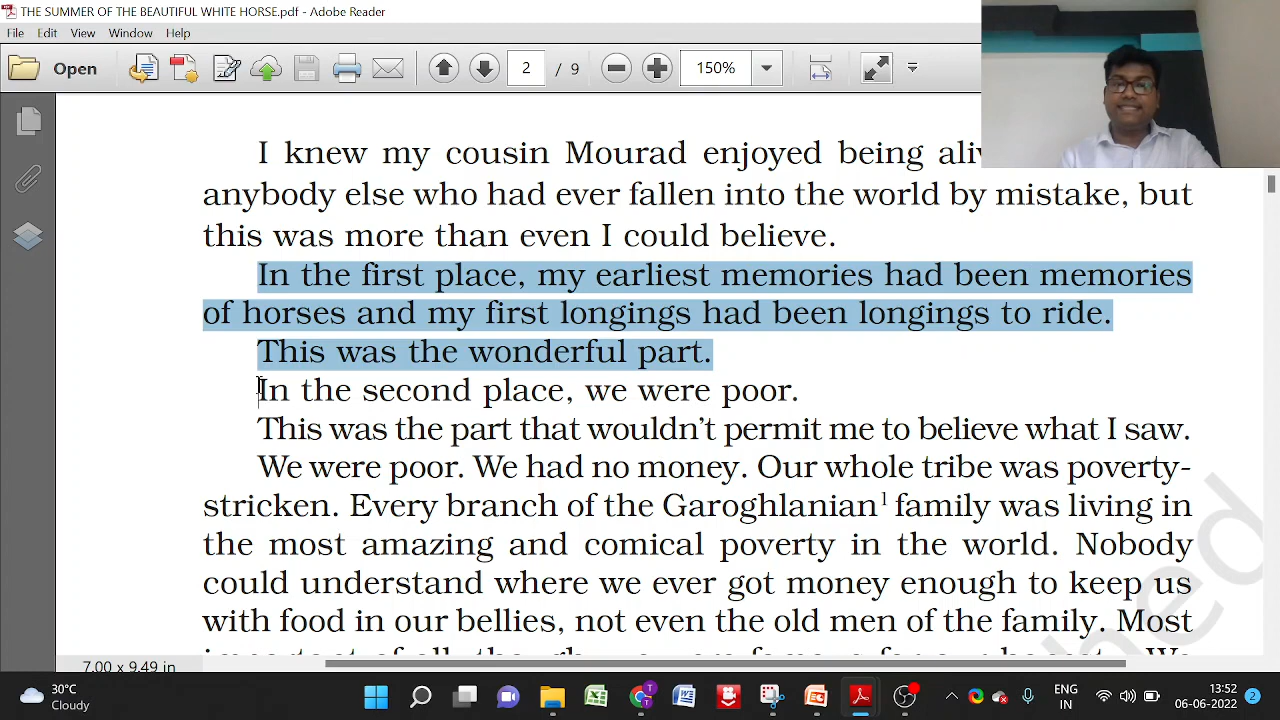 THE SUMMER OF THE BEAUTIFUL WHITE HORSE.pdf - Adobe Reader
File Edit View Window Help
Open 2 / 9 150%
I knew my cousin Mourad enjoyed being
anybody else who had ever fallen into the world by mistake, but
this was more than even I could believe.
In the first place, my earliest memories had been memories
of horses and my first longings had been longings to ride.
This was the wonderful part.
In the second place, we were poor.
This was the part that wouldn't permit me to believe what I saw.
We were poor. We had no money. Our whole tribe was poverty-
stricken. Every branch of the Garoghlanian1 family was living in
the most amazing and comical poverty in the world. Nobody
could understand where we ever got money enough to keep us
with food in our bellies, not even the old men of the family. Most
7.00 x 9.49 in
30°C
Cloudy
ENG
IN
13:52
06-06-2022
2